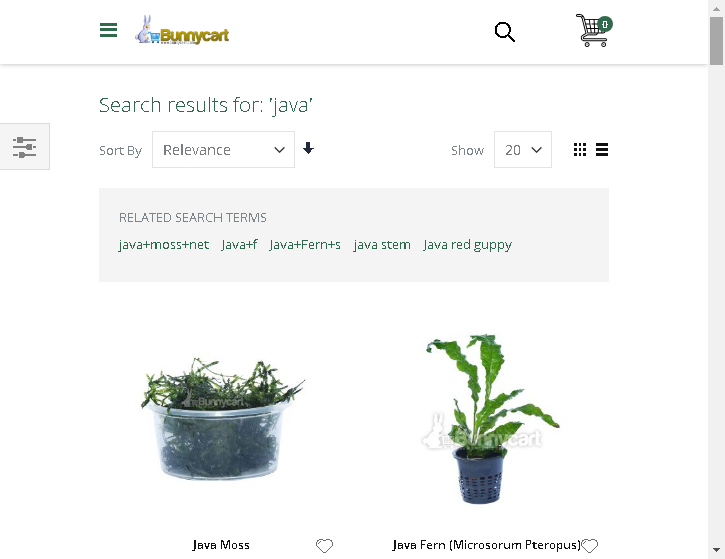 Bunnycart
0
Search results for: 'java'
Sort By
Relevance
Show
20
RELATED SEARCH TERMS
java+moss+net Java+f Java+Fern+s java stem Java red guppy
Bunnycart
Bunnycart
Java Moss
Java Fern (Microsorum Pteropus)